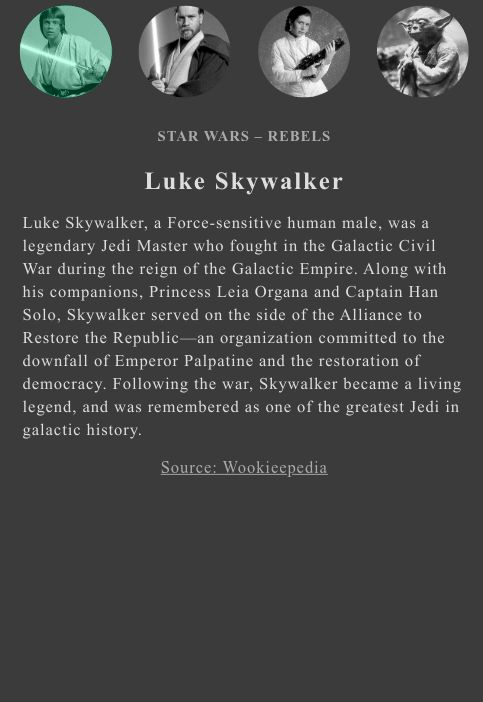 STAR WARS – REBELS
Luke Skywalker
Luke Skywalker, a Force-sensitive human male, was a
legendary Jedi Master who fought in the Galactic Civil
War during the reign of the Galactic Empire. Along with
his companions, Princess Leia Organa and Captain Han
Solo, Skywalker served on the side of the Alliance to
Restore the Republic—an organization committed to the
downfall of Emperor Palpatine and the restoration of
democracy. Following the war, Skywalker became a living
legend, and was remembered as one of the greatest Jedi in
galactic history.
Source: Wookieepedia